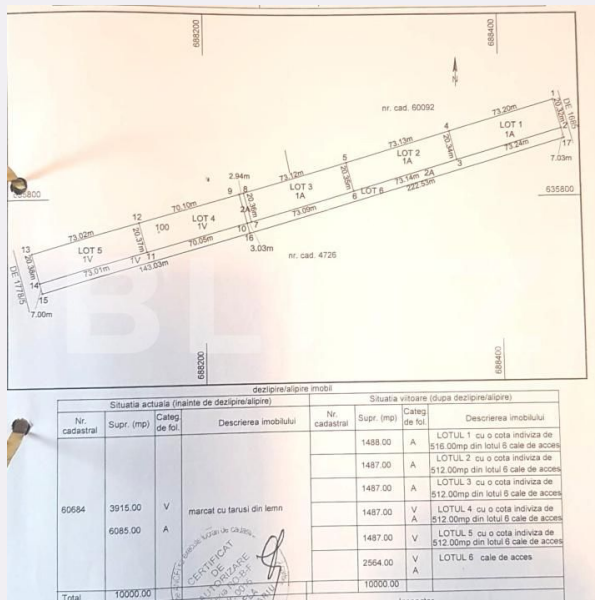 688200
688400
N
nr. cad. 60092
1
73.20m
20.32m
DE 1685
4
LOT 1
1A
73.13m
17
20.34m
LOT 2
1A
73.24m
7.03m
5
3
73.12m
2A
20.35m
73.14m
222.53m
LOT 3
1A
LOT 6
6
2.94m
9
8
635800
635800
70.10m
2A
20.36m
73.09m
7
12
LOT 4
1V
100
10
16
3.03m
73.02m
20.37m
70.05m
nr. cad. 4726
13
LOT 5
1V
11
1V
20.38m
73.01m
143.03m
14
15
DE 1778/5
7.00m
688200
688400
dezlipire/alipire imobil
Situatia actuala (inainte de dezlipire/alipire)
Situatia viitoare (dupa dezlipire/alipire)
Nr. cadastral
Supr. (mp)
Categ. de fol.
Descrierea imobilului
Nr. cadastral
Supr. (mp)
Categ. de fol.
Descrierea imobilului
1488.00 A LOTUL 1 cu o cota indiviza de
516.00mp din lotul 6 cale de acces
1487.00 A LOTUL 2 cu o cota indiviza de
512.00mp din lotul 6 cale de acces
1487.00 A LOTUL 3 cu o cota indiviza de
512.00mp din lotul 6 cale de acces
60684 3915.00 V marcat cu tarusi din lemn
6085.00 A
1487.00 V A LOTUL 4 cu o cota indiviza de
512.00mp din lotul 6 cale de acces
1487.00 V A LOTUL 5 cu o cota indiviza de
512.00mp din lotul 6 cale de acces
2564.00 V A LOTUL 6 cale de acces
10000.00
Total 10000.00
CERTIFICAT
DE